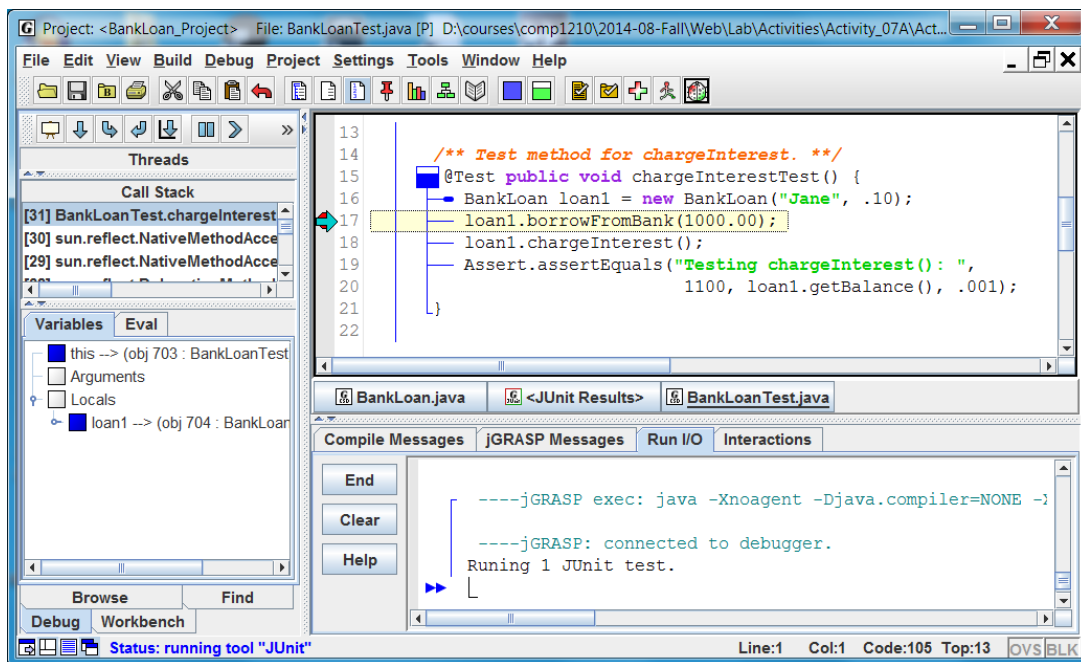 Project: <BankLoan_Project> File: BankLoanTest.java [P] D:\courses\comp1210\2014-08-Fall\Web\Lab\Activities\Activity_07A\Act...
File Edit View Build Debug Project Settings Tools Window Help
Threads
Call Stack
[31] BankLoanTest.chargeInterest
[30] sun.reflect.NativeMethodAcce
[29] sun.reflect.NativeMethodAcce
Variables Eval
this --> (obj 703 : BankLoanTest
Arguments
Locals
loan1 --> (obj 704 : BankLoar
Browse Find
Debug Workbench
13
14 /** Test method for chargeInterest. **/
15 @Test public void chargeInterestTest() {
16 BankLoan loan1 = new BankLoan("Jane", .10);
17 loan1.borrowFromBank(1000.00);
18 loan1.chargeInterest();
19 Assert.assertEquals("Testing chargeInterest(): ",
20 1100, loan1.getBalance(), .001);
21 }
22
BankLoan.java <JUnit Results> BankLoanTest.java
Compile Messages jGRASP Messages Run I/O Interactions
End
Clear
Help
----jGRASP exec: java -Xnoagent -Djava.compiler=NONE
----jGRASP: connected to debugger.
Runing 1 JUnit test.
Status: running tool "JUnit" Line:1 Col:1 Code:105 Top:13 OVS BLK